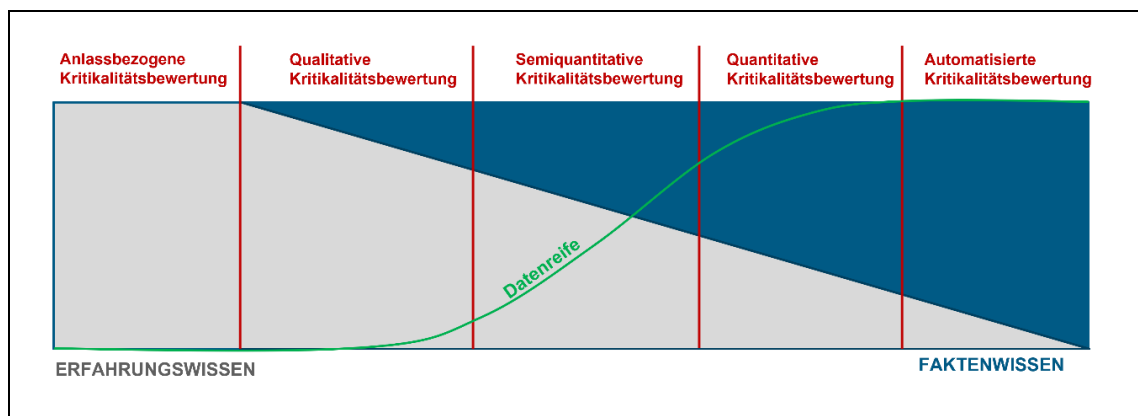 Anlassbezogene
Kritikalitätsbewertung
Qualitative
Kritikalitätsbewertung
Semiquantitative
Kritikalitätsbewertung
Quantitative
Kritikalitätsbewertung
Automatisierte
Kritikalitätsbewertung
Datenreife
ERFAHRUNGSWISSEN
FAKTENWISSEN